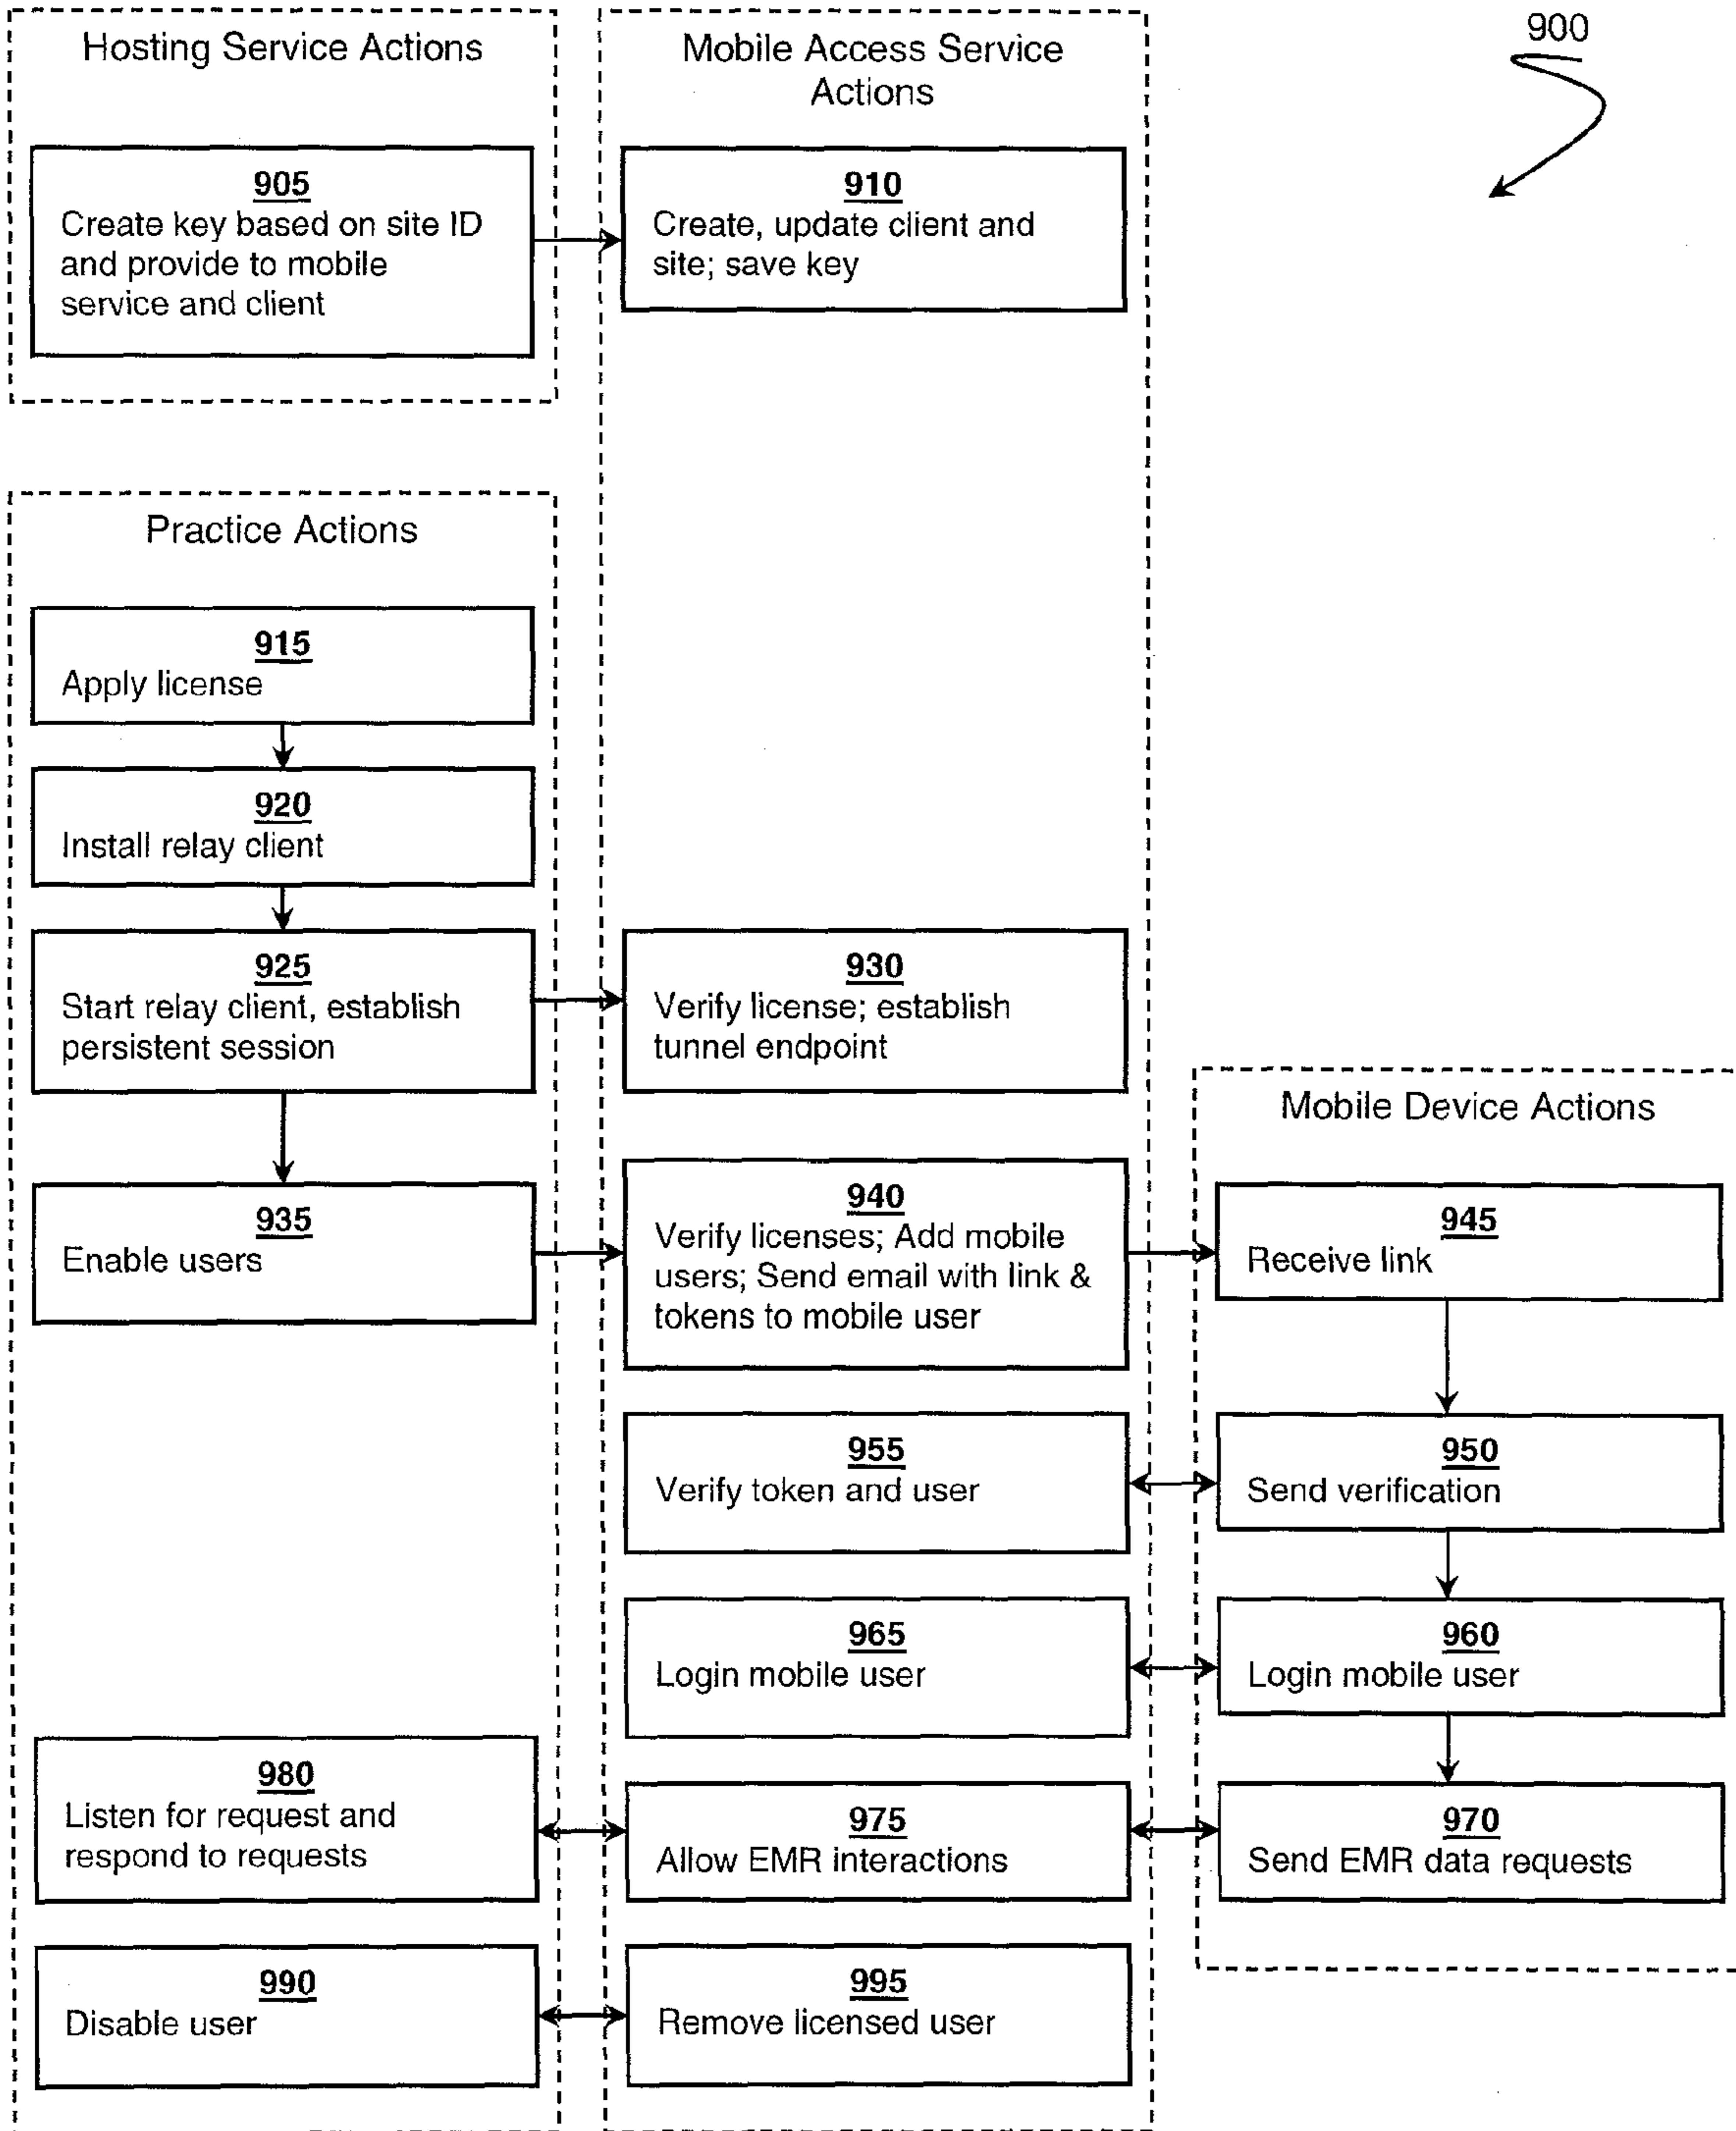 900
Hosting Service Actions
905
Create key based on site ID
and provide to mobile
service and client
Mobile Access Service
Actions
910
Create, update client and
site; save key
Practice Actions
915
Apply license
920
Install relay client
925
Start relay client, establish
persistent session
930
Verify license; establish
tunnel endpoint
Mobile Device Actions
935
Enable users
940
Verify licenses; Add mobile
users; Send email with link &
tokens to mobile user
945
Receive link
955
Verify token and user
950
Send verification
965
Login mobile user
960
Login mobile user
980
Listen for request and
respond to requests
975
Allow EMR interactions
970
Send EMR data requests
990
Disable user
995
Remove licensed user